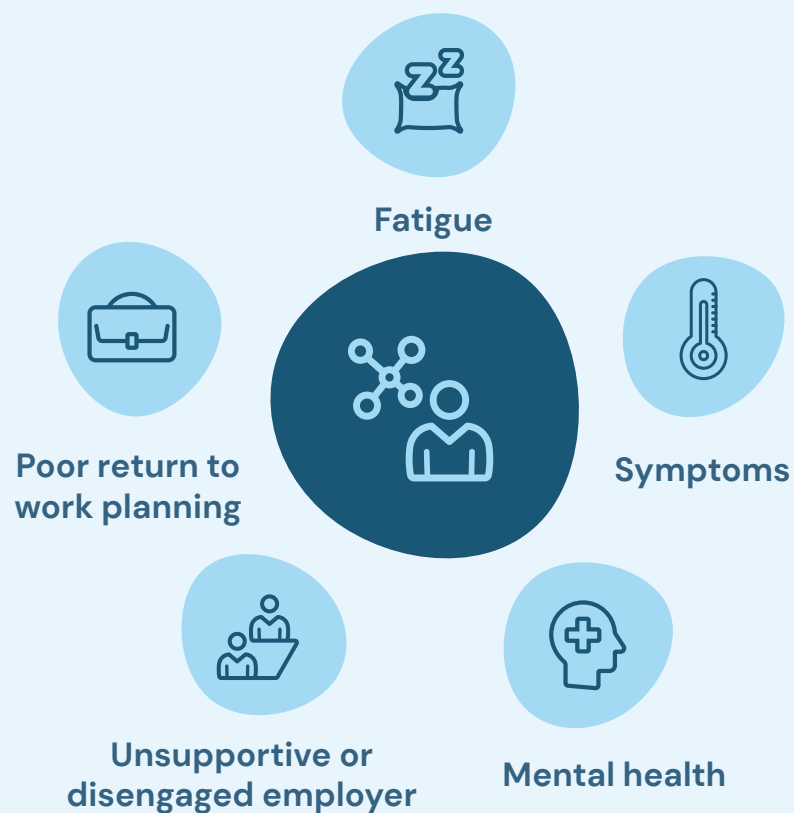 Fatigue
Poor return to
work planning
Symptoms
Unsupportive or
disengaged employer
Mental health